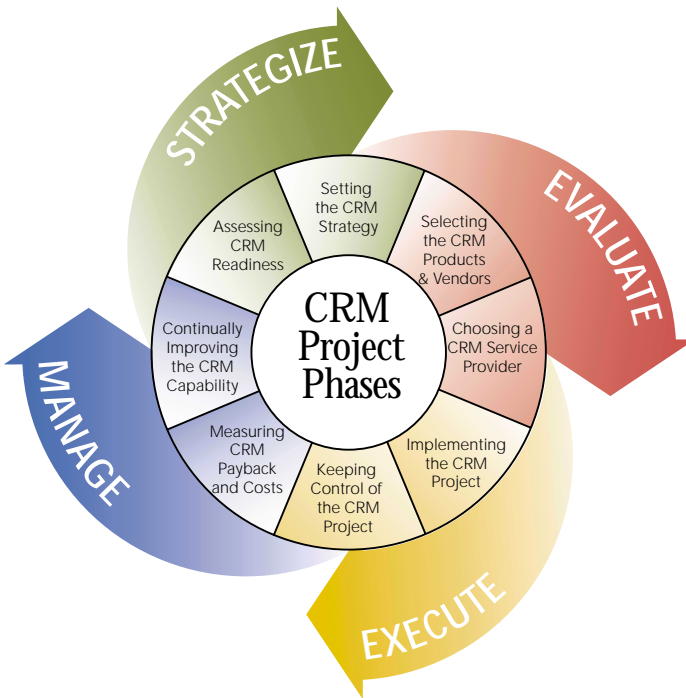 STRATEGIZE
EVALUATE
EXECUTE
MANAGE
CRM
Project
Phases
Assessing
CRM
Readiness
Setting
the CRM
Strategy
Selecting
the CRM
Products
& Vendors
Choosing a
CRM Service
Provider
Implementing
the CRM
Project
Keeping
Control of
the CRM
Project
Measuring
CRM
Payback
and Costs
Continually
Improving
the CRM
Capability